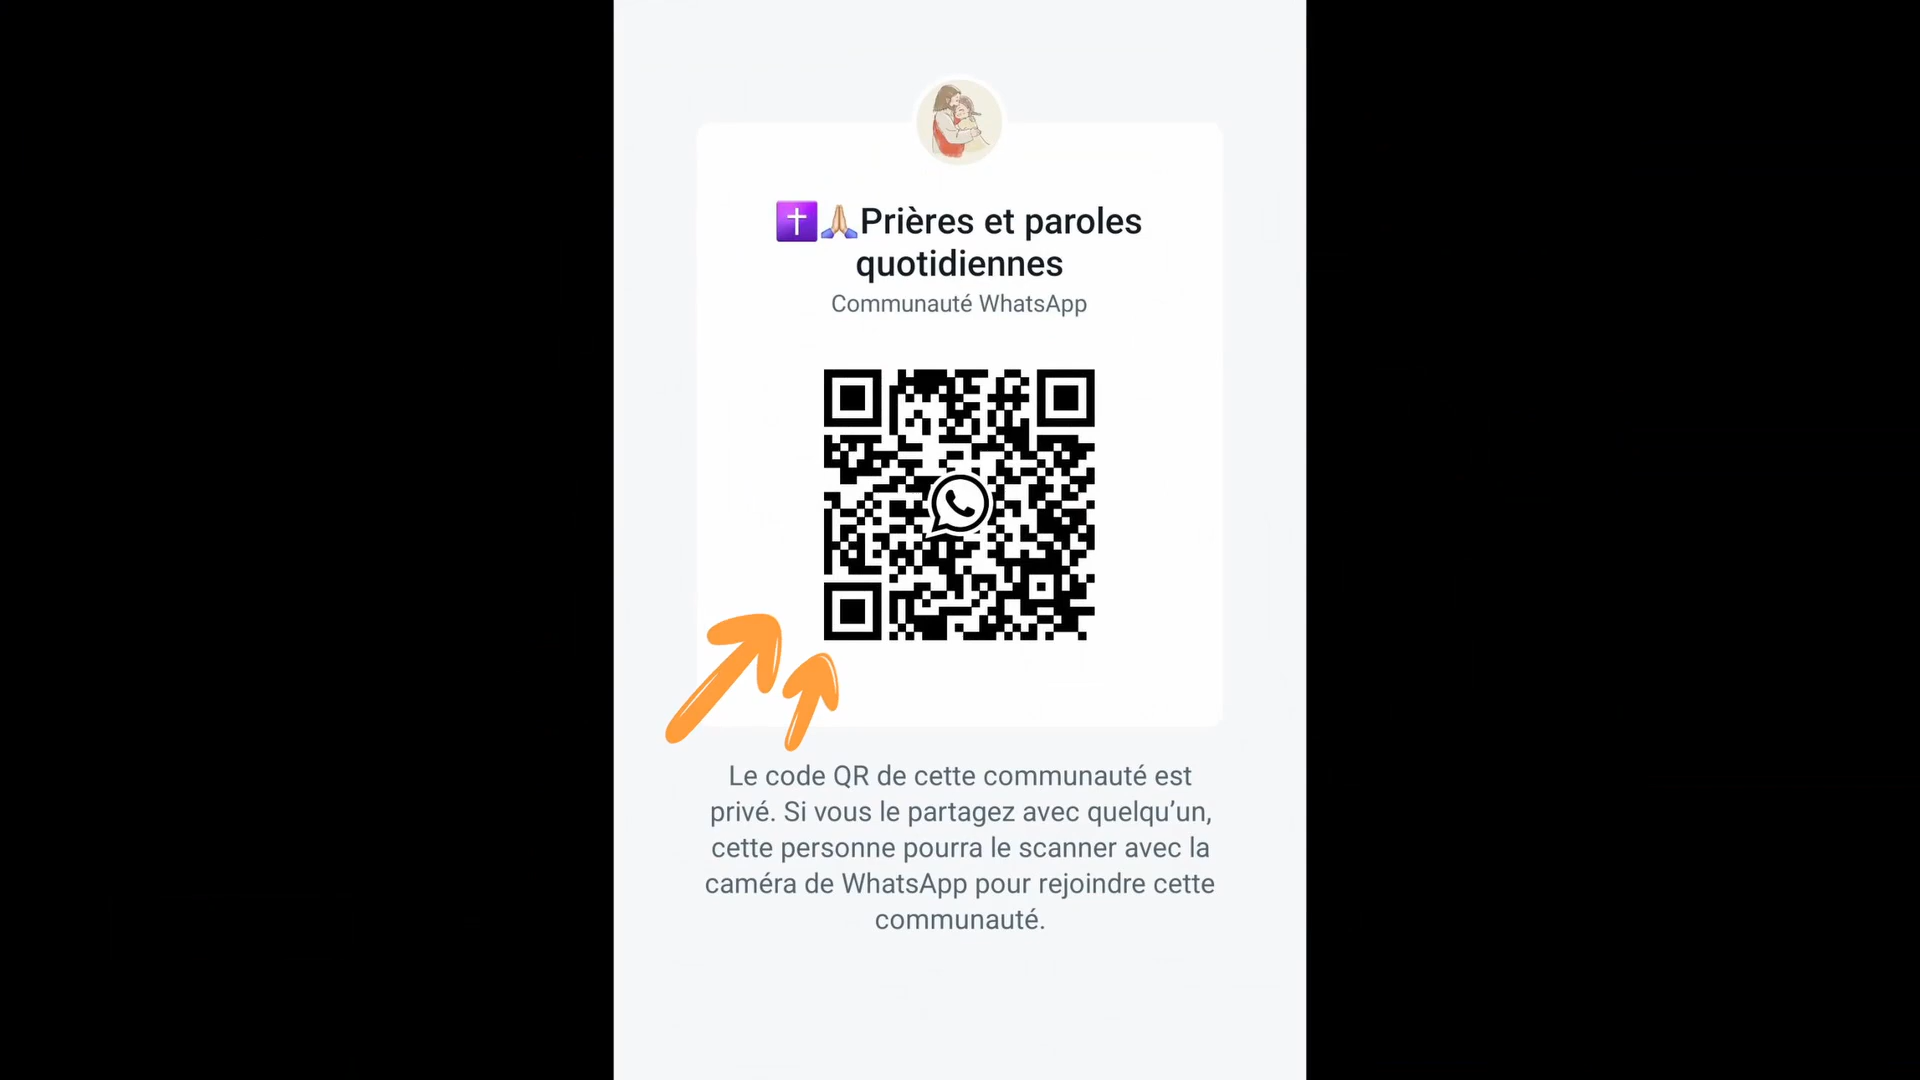 ✝️🙏🏼Prières et paroles
quotidiennes
Communauté WhatsApp
Le code QR de cette communauté est
privé. Si vous le partagez avec quelqu’un,
cette personne pourra le scanner avec la
caméra de WhatsApp pour rejoindre cette
communauté.